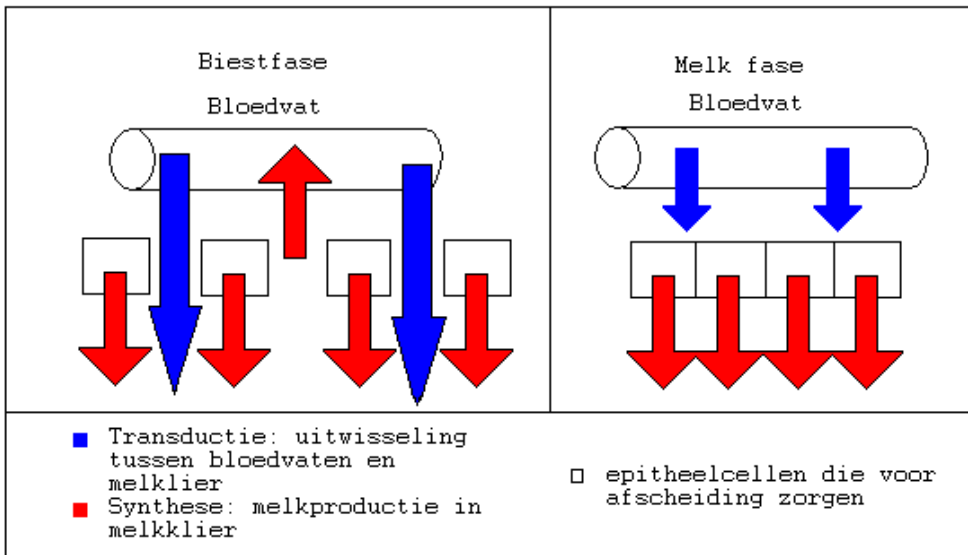 Biestfase
Bloedvat
Melk fase
Bloedvat
Transductie: uitwisseling
tussen bloedvaten en
melklier
Synthese: melkproductie in
melkklier
epitheelcellen die voor
afscheiding zorgen